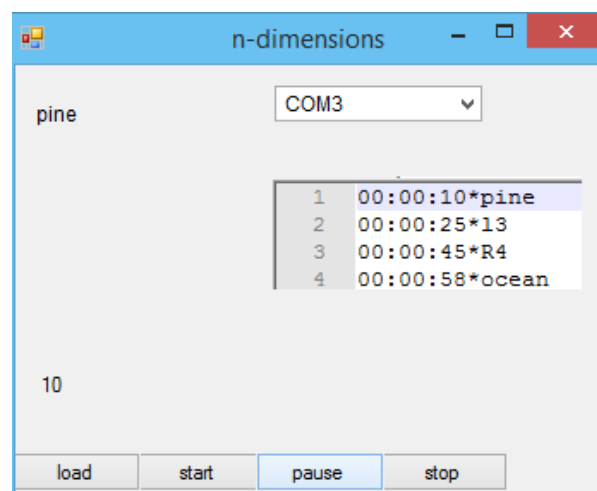 n-dimensions
pine
COM3
1 00:00:10*pine
2 00:00:25*l3
3 00:00:45*R4
4 00:00:58*ocean
10
load start pause stop